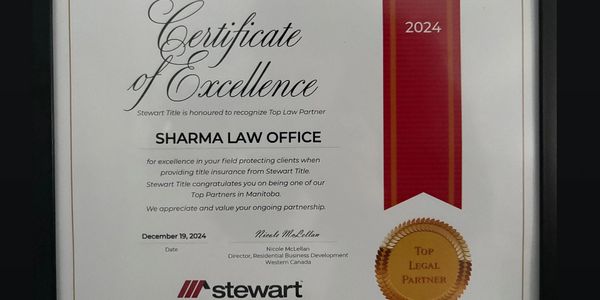 Certificate
of Excellence
2024
Stewart Title is honoured to recognize Top Law Partner
SHARMA LAW OFFICE
for excellence in your field protecting clients when
providing title insurance from Stewart Title.
Stewart Title congratulates you on being one of our
Top Partners in Manitoba.
We appreciate and value your ongoing partnership.
December 19, 2024
Nicole McLellan
Date
Nicole McLellan
Director, Residential Business Development
Western Canada
stewart
TOP
LEGAL
PARTNER